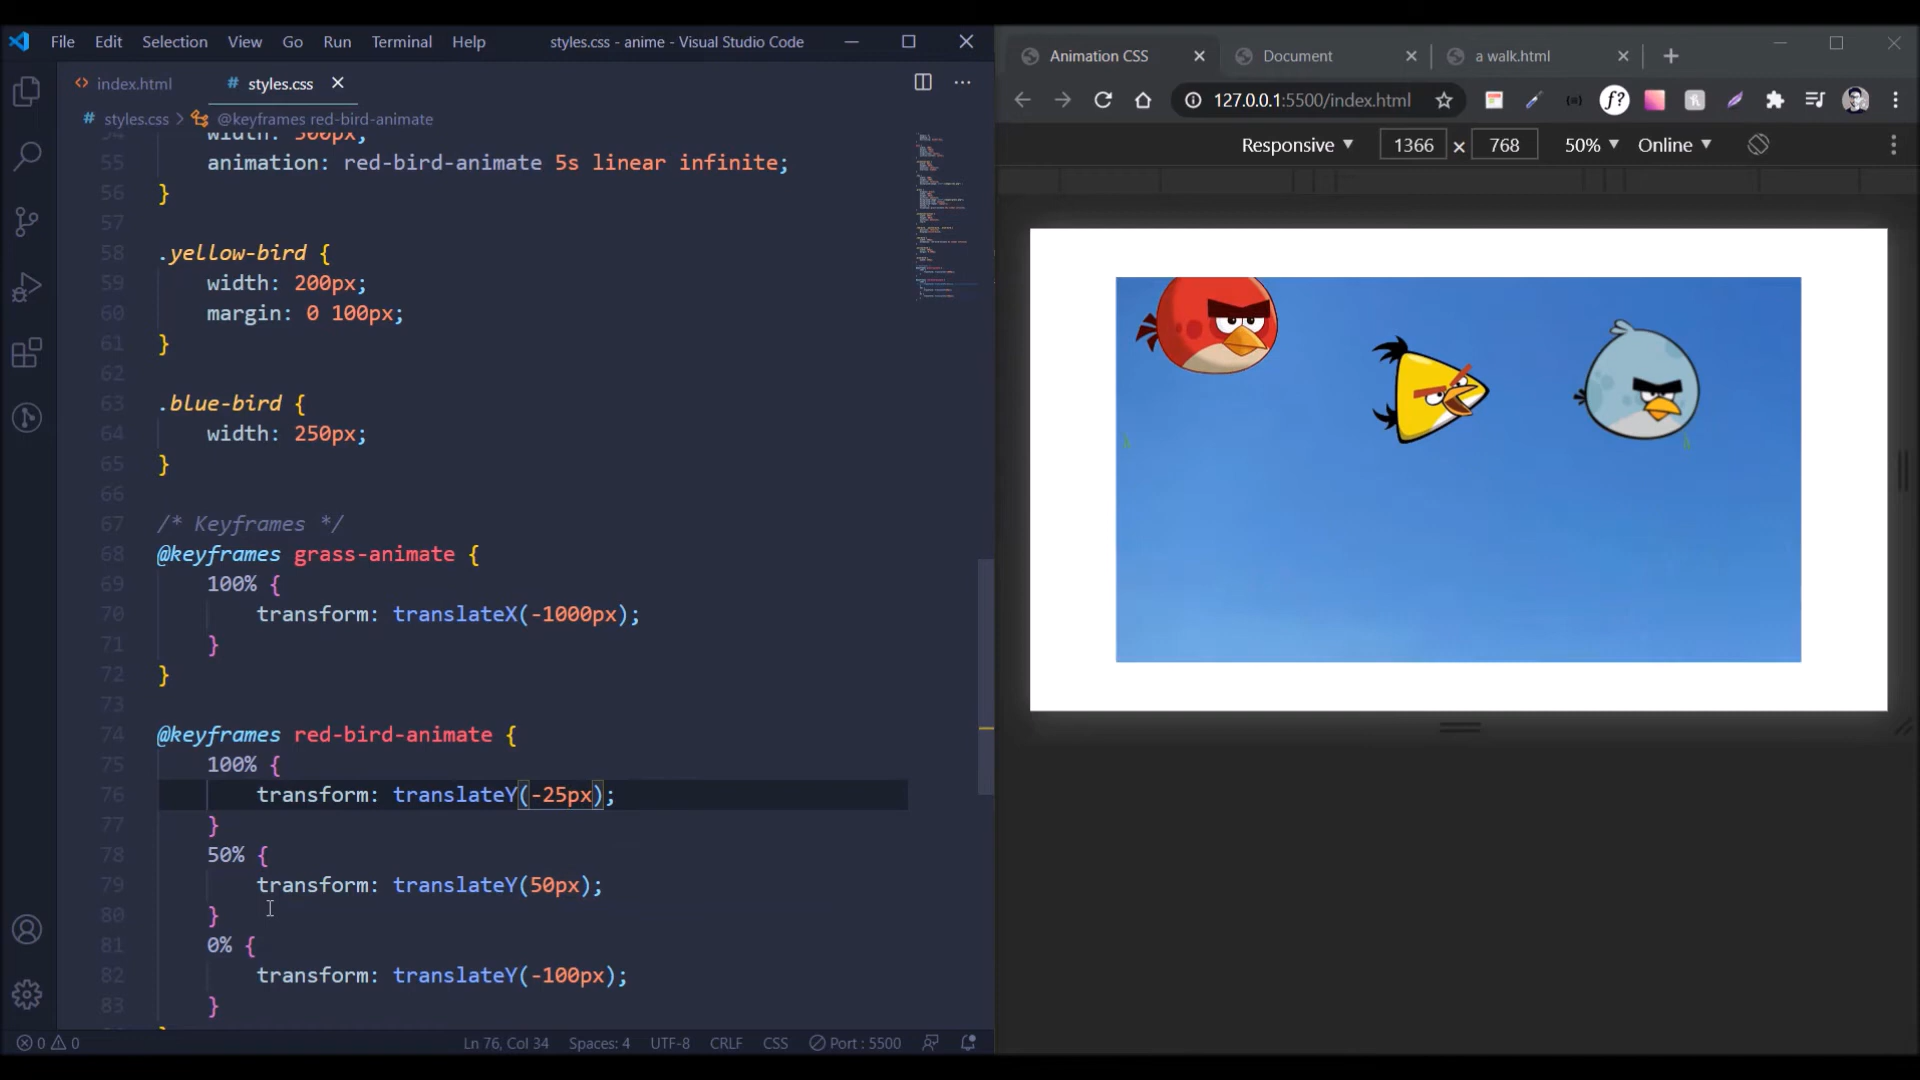 File Edit Selection View Go Run Terminal Help styles.css - anime - Visual Studio Code
index.html
# styles.css
# styles.css > @keyframes red-bird-animate
width: 300px;
55 animation: red-bird-animate 5s linear infinite;
56 }
57
58 .yellow-bird {
59 width: 200px;
60 margin: 0 100px;
61 }
62
63 .blue-bird {
64 width: 250px;
65 }
66
67 /* Keyframes */
68 @keyframes grass-animate {
69 100% {
70 transform: translateX(-1000px);
71 }
72 }
73
74 @keyframes red-bird-animate {
75 100% {
76 transform: translateY(-25px);
77 }
78 50% {
79 transform: translateY(50px);
80 }
81 0% {
82 transform: translateY(-100px);
83 }
0 0 Ln 76, Col 34 Spaces: 4 UTF-8 CRLF CSS Port : 5500
Animation CSS
Document
a walk.html
127.0.0.1:5500/index.html
f?
Responsive 1366 × 768 50% Online